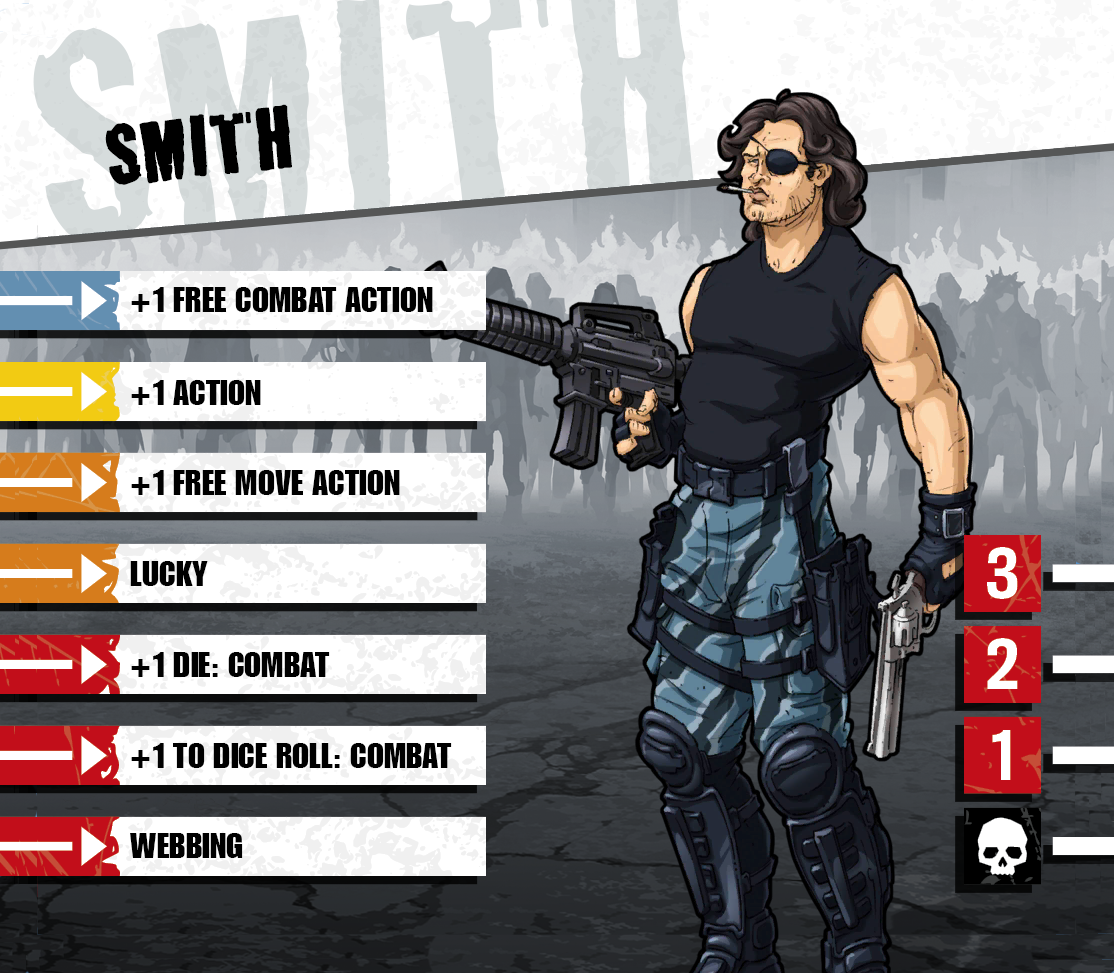 SMITH
SMITH
+1 FREE COMBAT ACTION
+1 ACTION
+1 FREE MOVE ACTION
LUCKY
+1 DIE: COMBAT
+1 TO DICE ROLL: COMBAT
WEBBING
3
2
1